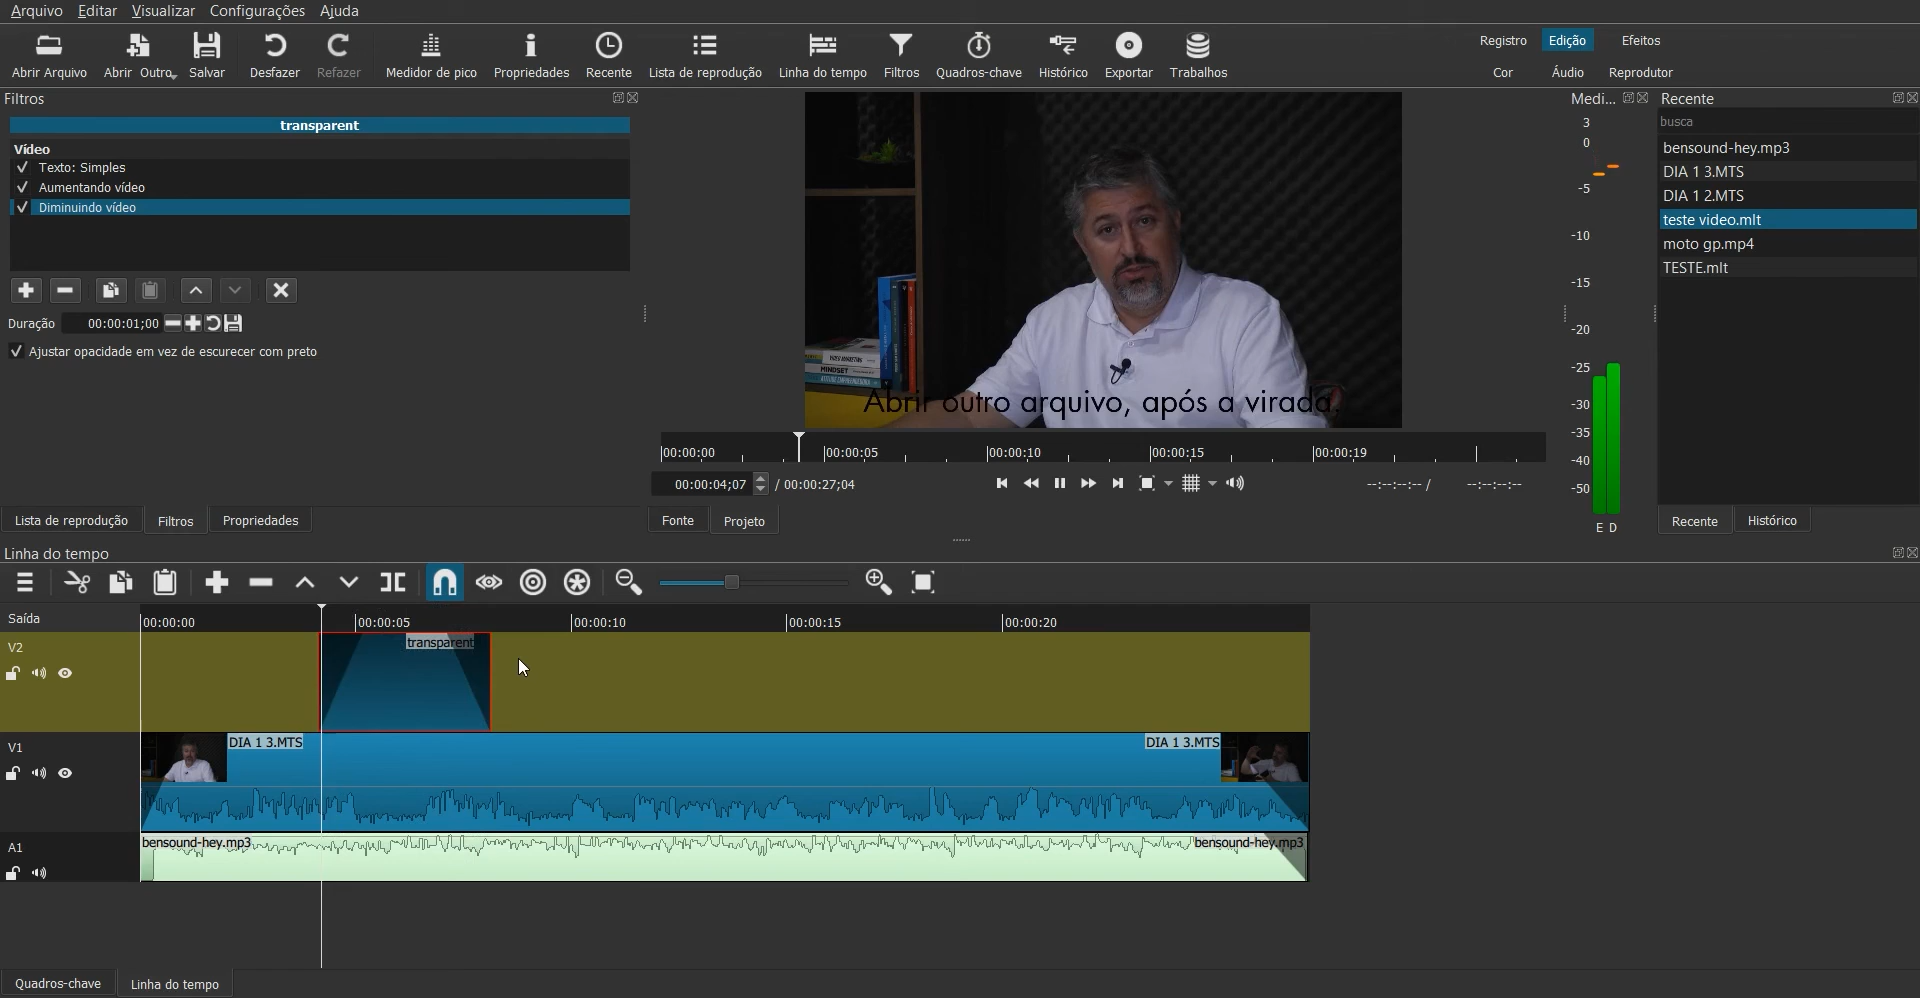 Arquivo Editar Visualizar Configurações Ajuda
Abrir Arquivo Abrir Outro Salvar Desfazer Refazer Medidor de pico Propriedades Recente Lista de reprodução Linha do tempo Filtros Quadros-chave Histórico Exportar Trabalhos
Registro Edição Efeitos
Cor Áudio Reprodutor
Filtros
transparent
Vídeo
Texto: Simples
Aumentando vídeo
Diminuindo vídeo
Duração 00:00:01;00
Ajustar opacidade em vez de escurecer com preto
Lista de reprodução Filtros Propriedades
MINDSET
Abrir outro arquivo, após a virada.
00:00:00 00:00:05 00:00:10 00:00:15 00:00:19
00:00:04;07 / 00:00:27;04 --:--:--:-- / --:--:--:--
Fonte Projeto
Medi...
3
0
-5
-10
-15
-20
-25
-30
-35
-40
-50
E D
Recente
busca
bensound-hey.mp3
DIA 1 3.MTS
DIA 1 2.MTS
teste video.mlt
moto gp.mp4
TESTE.mlt
Recente Histórico
Linha do tempo
Saída 00:00:00 00:00:05 00:00:10 00:00:15 00:00:20
V2 transparent
V1 DIA 1 3.MTS DIA 1 3.MTS
A1 bensound-hey.mp3 bensound-hey.mp3
Quadros-chave Linha do tempo